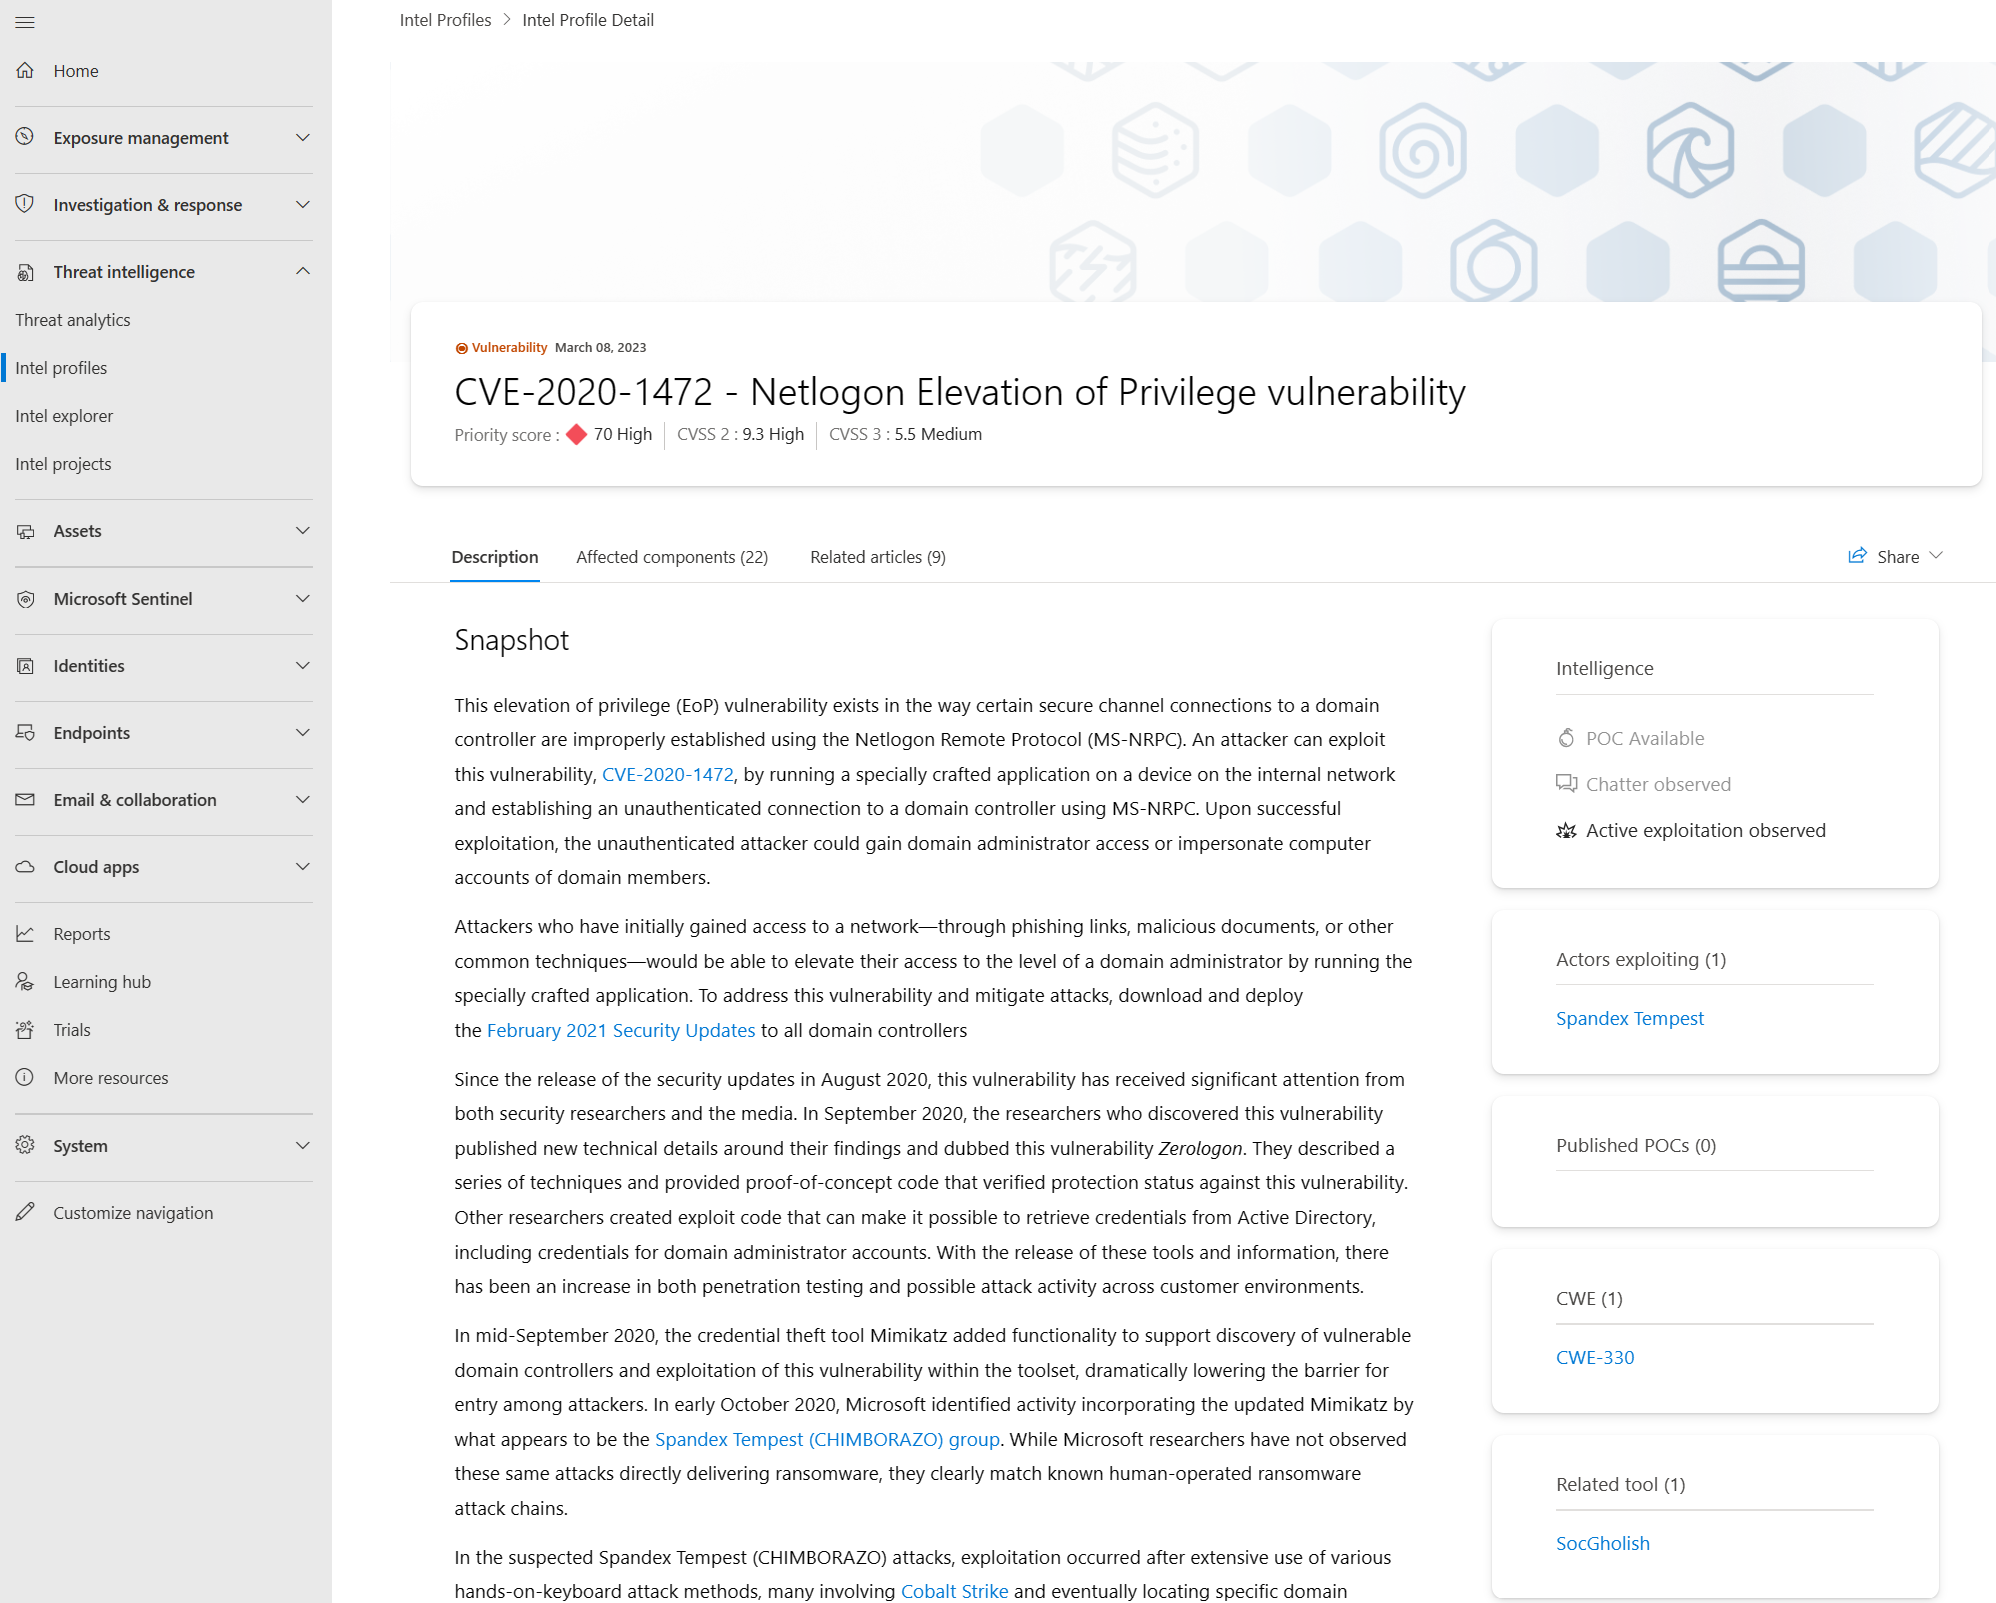 Home
Exposure management
Investigation & response
Threat intelligence
Threat analytics
Intel profiles
Intel explorer
Intel projects
Assets
Microsoft Sentinel
Identities
Endpoints
Email & collaboration
Cloud apps
Reports
Learning hub
Trials
More resources
System
Customize navigation
Intel Profiles > Intel Profile Detail
Vulnerability March 08, 2023
CVE-2020-1472 - Netlogon Elevation of Privilege vulnerability
Priority score : 70 High CVSS 2 : 9.3 High CVSS 3 : 5.5 Medium
Description Affected components (22) Related articles (9) Share
Snapshot
This elevation of privilege (EoP) vulnerability exists in the way certain secure channel connections to a domain
controller are improperly established using the Netlogon Remote Protocol (MS-NRPC). An attacker can exploit
this vulnerability, CVE-2020-1472, by running a specially crafted application on a device on the internal network
and establishing an unauthenticated connection to a domain controller using MS-NRPC. Upon successful
exploitation, the unauthenticated attacker could gain domain administrator access or impersonate computer
accounts of domain members.
Attackers who have initially gained access to a network—through phishing links, malicious documents, or other
common techniques—would be able to elevate their access to the level of a domain administrator by running the
specially crafted application. To address this vulnerability and mitigate attacks, download and deploy
the February 2021 Security Updates to all domain controllers
Since the release of the security updates in August 2020, this vulnerability has received significant attention from
both security researchers and the media. In September 2020, the researchers who discovered this vulnerability
published new technical details around their findings and dubbed this vulnerability Zerologon. They described a
series of techniques and provided proof-of-concept code that verified protection status against this vulnerability.
Other researchers created exploit code that can make it possible to retrieve credentials from Active Directory,
including credentials for domain administrator accounts. With the release of these tools and information, there
has been an increase in both penetration testing and possible attack activity across customer environments.
In mid-September 2020, the credential theft tool Mimikatz added functionality to support discovery of vulnerable
domain controllers and exploitation of this vulnerability within the toolset, dramatically lowering the barrier for
entry among attackers. In early October 2020, Microsoft identified activity incorporating the updated Mimikatz by
what appears to be the Spandex Tempest (CHIMBORAZO) group. While Microsoft researchers have not observed
these same attacks directly delivering ransomware, they clearly match known human-operated ransomware
attack chains.
In the suspected Spandex Tempest (CHIMBORAZO) attacks, exploitation occurred after extensive use of various
hands-on-keyboard attack methods, many involving Cobalt Strike and eventually locating specific domain
Intelligence
POC Available
Chatter observed
Active exploitation observed
Actors exploiting (1)
Spandex Tempest
Published POCs (0)
CWE (1)
CWE-330
Related tool (1)
SocGholish